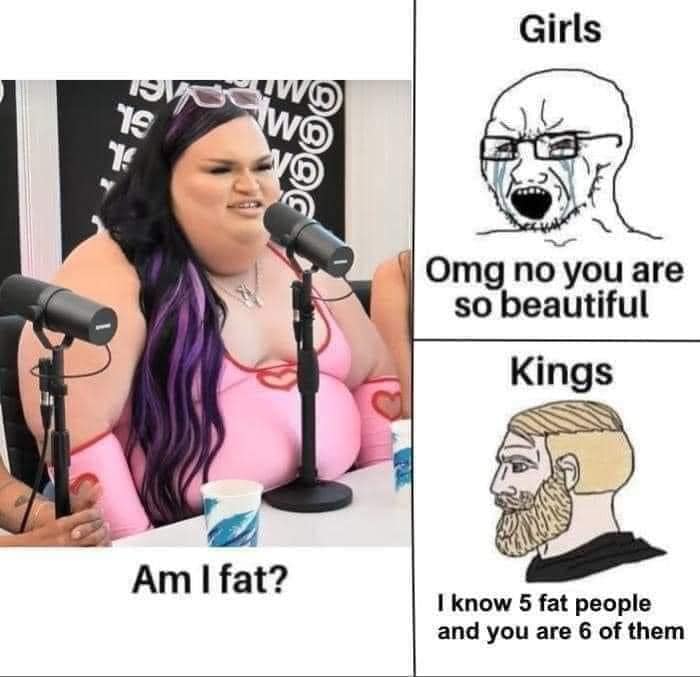 Girls
Omg no you are
so beautiful
Kings
Am I fat?
I know 5 fat people
and you are 6 of them